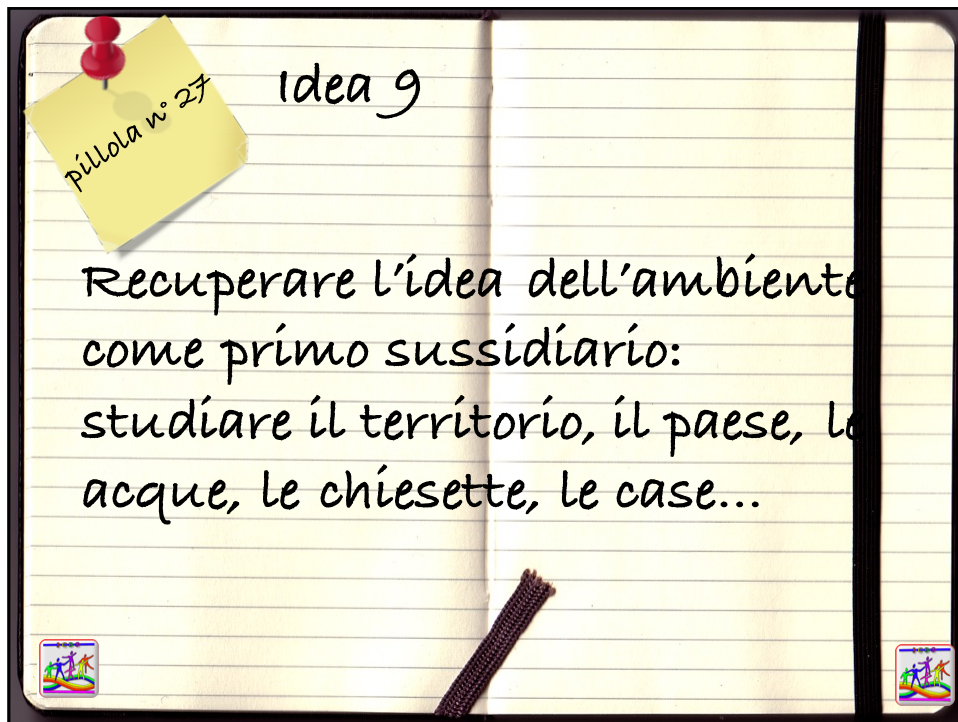 pillola n° 27
Idea 9
Recuperare l'idea dell'ambiente
come primo sussidiario:
studiare il territorio, il paese, le
acque, le chiesette, le case...